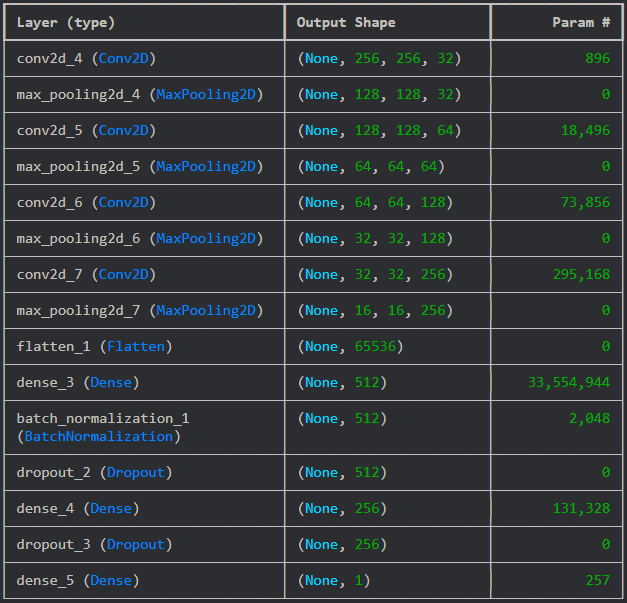 Layer (type) Output Shape Param #
conv2d_4 (Conv2D) (None, 256, 256, 32) 896
max_pooling2d_4 (MaxPooling2D) (None, 128, 128, 32) 0
conv2d_5 (Conv2D) (None, 128, 128, 64) 18,496
max_pooling2d_5 (MaxPooling2D) (None, 64, 64, 64) 0
conv2d_6 (Conv2D) (None, 64, 64, 128) 73,856
max_pooling2d_6 (MaxPooling2D) (None, 32, 32, 128) 0
conv2d_7 (Conv2D) (None, 32, 32, 256) 295,168
max_pooling2d_7 (MaxPooling2D) (None, 16, 16, 256) 0
flatten_1 (Flatten) (None, 65536) 0
dense_3 (Dense) (None, 512) 33,554,944
batch_normalization_1 (None, 512) 2,048
(BatchNormalization)
dropout_2 (Dropout) (None, 512) 0
dense_4 (Dense) (None, 256) 131,328
dropout_3 (Dropout) (None, 256) 0
dense_5 (Dense) (None, 1) 257